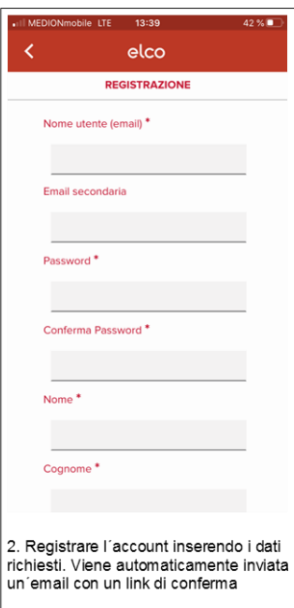 MEDIONmobile LTE 13:39 42 %
elco
REGISTRAZIONE
Nome utente (email) *
Email secondaria
Password *
Conferma Password *
Nome *
Cognome *
2. Registrare l´account inserendo i dati
richiesti. Viene automaticamente inviata
un´email con un link di conferma